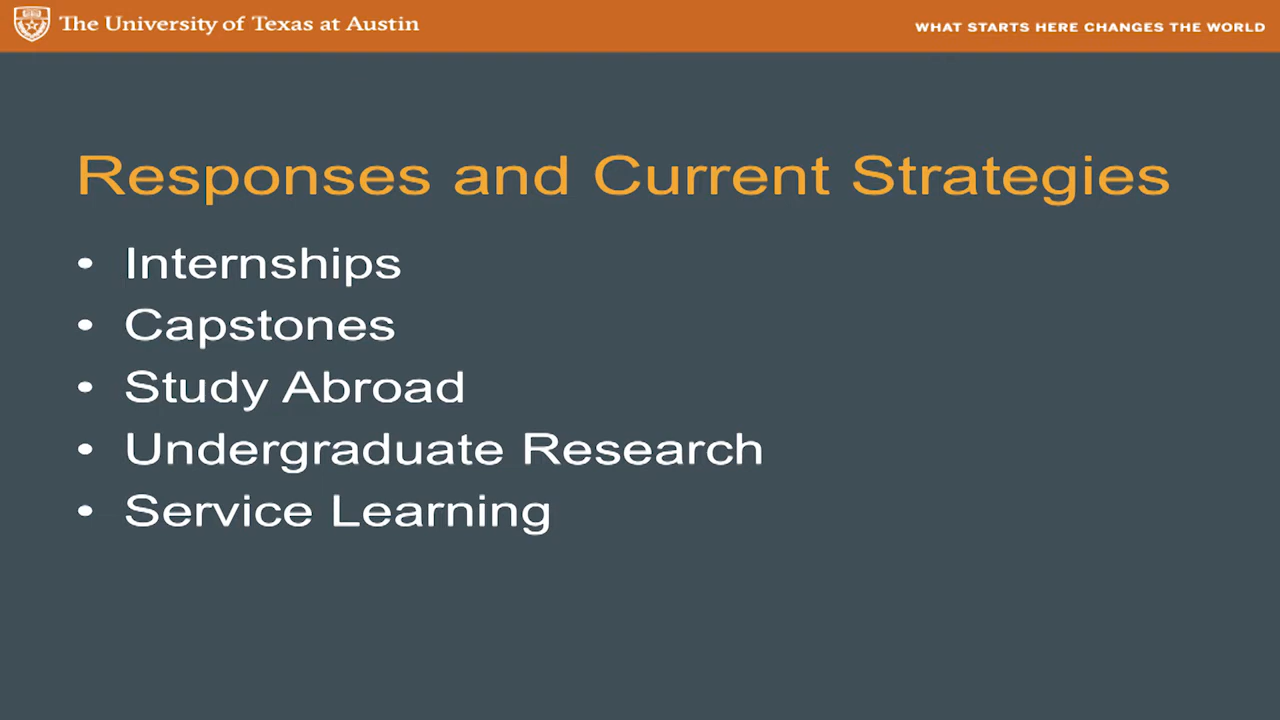 The University of Texas at Austin
WHAT STARTS HERE CHANGES THE WORLD
Responses and Current Strategies
• Internships
• Capstones
• Study Abroad
• Undergraduate Research
• Service Learning